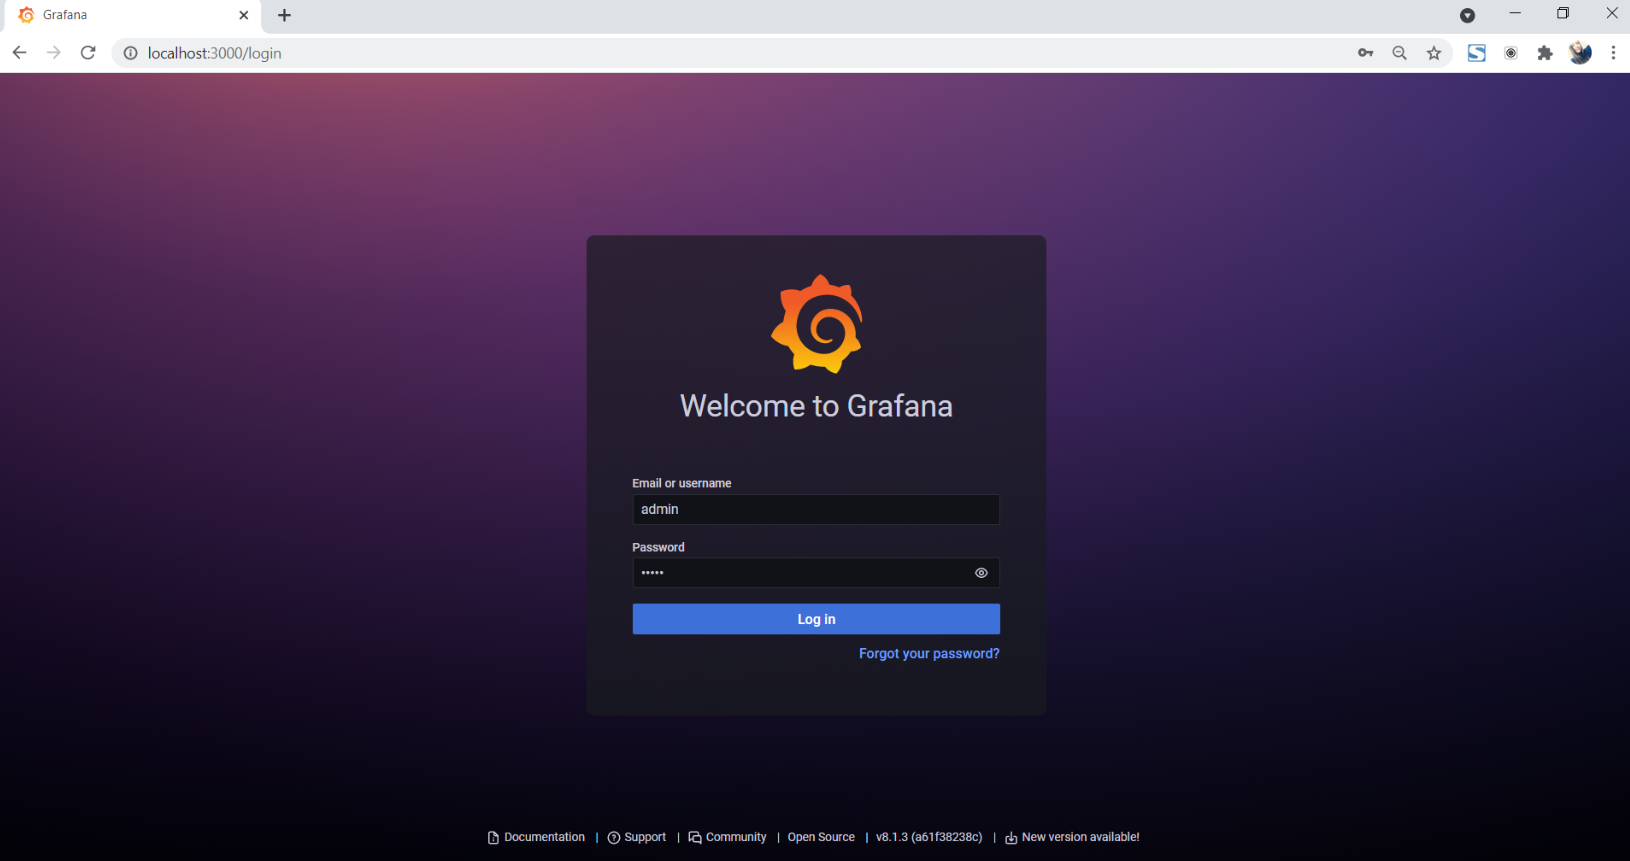 Grafana
localhost:3000/login
Welcome to Grafana
Email or username
admin
Password
•••••
Log in
Forgot your password?
Documentation | Support | Community | Open Source | v8.1.3 (a61f38238c) | New version available!